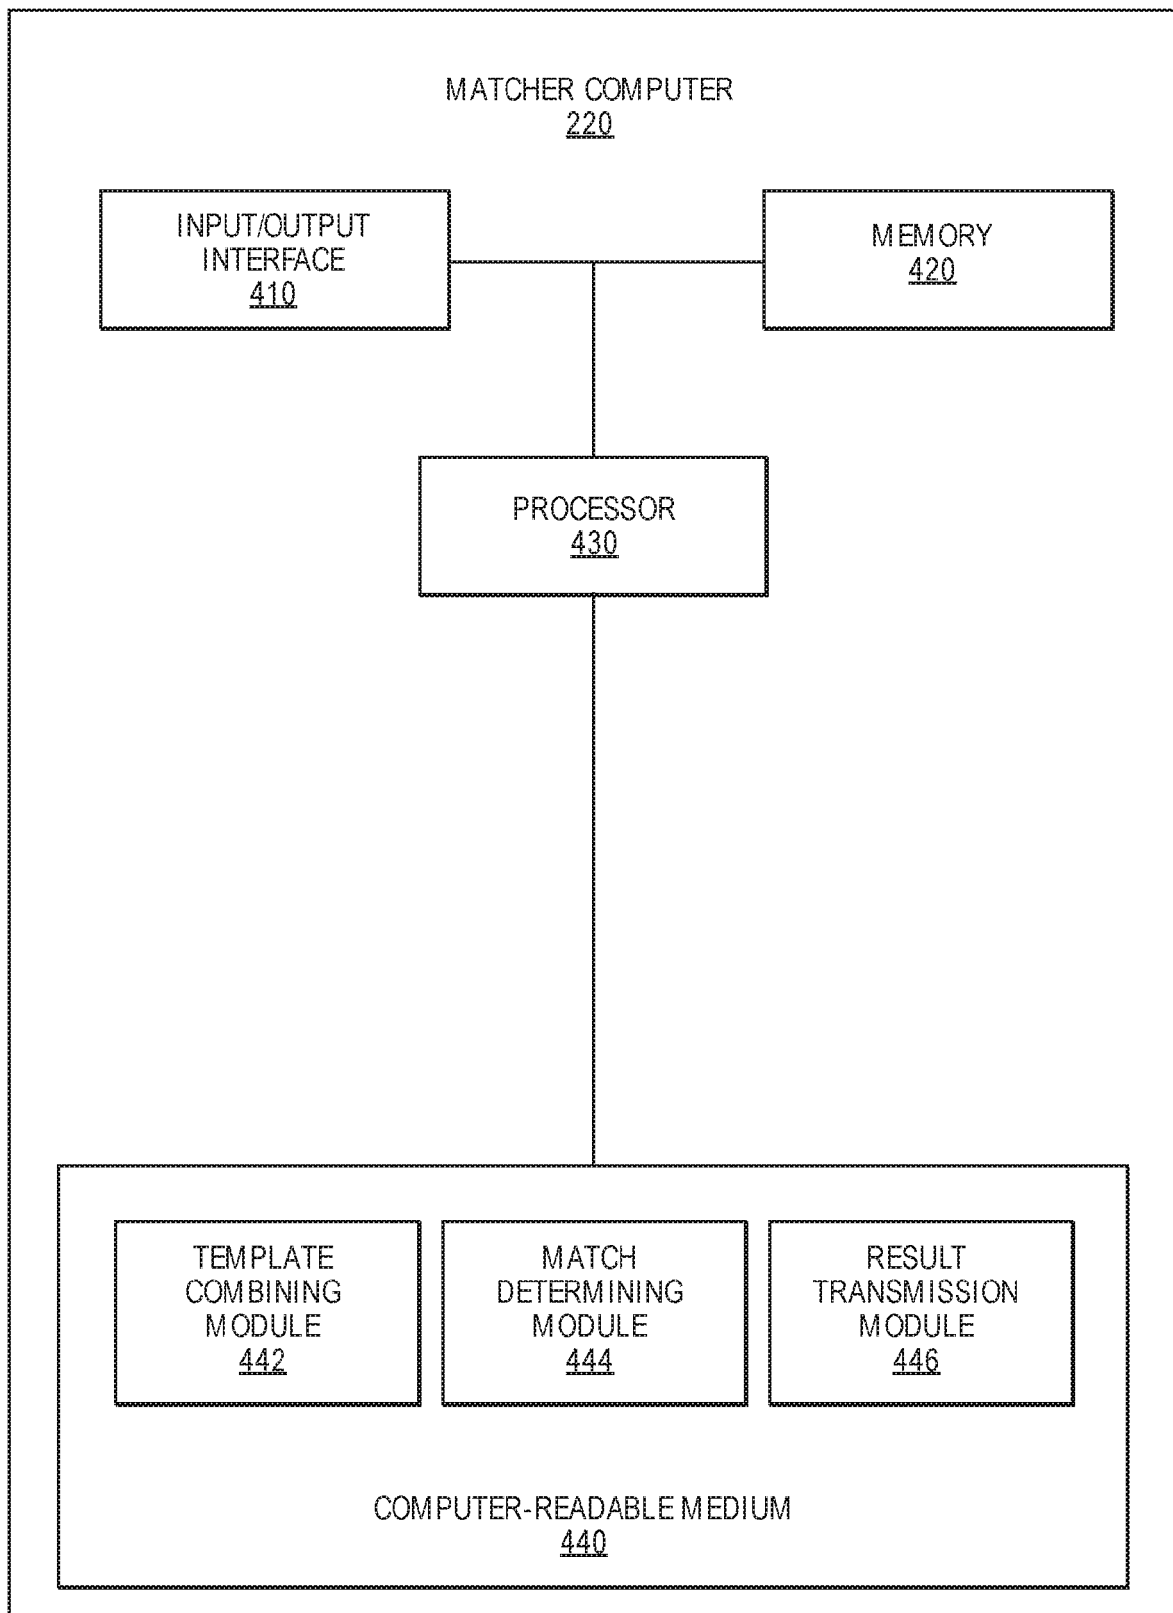 MATCHER COMPUTER
220
INPUT/OUTPUT
INTERFACE
410
MEMORY
420
PROCESSOR
430
TEMPLATE
COMBINING
MODULE
442
MATCH
DETERMINING
MODULE
444
RESULT
TRANSMISSION
MODULE
446
COMPUTER-READABLE MEDIUM
440